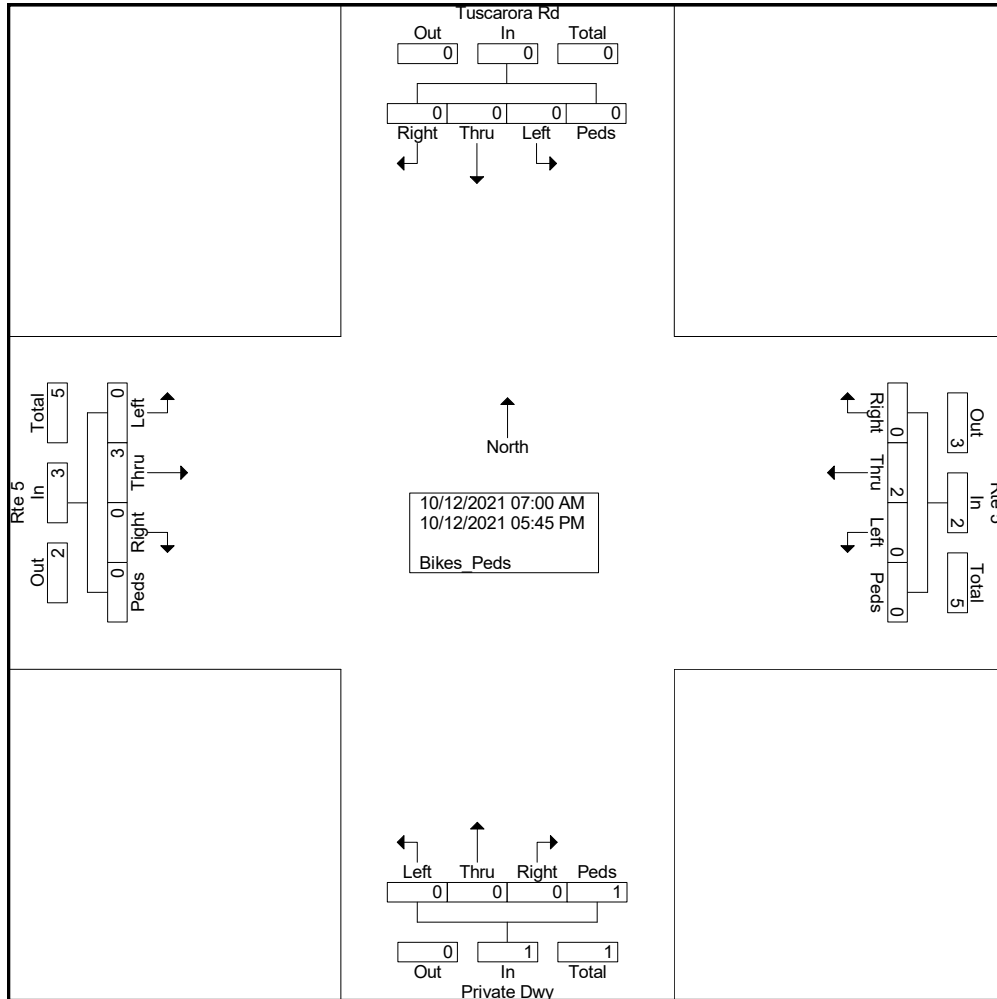 Tuscarora Rd
Out In Total
0 0 0
0 0 0 0
Right Thru Left Peds
Rte 5
Total In Out
5 3 2
0 3 0 0
Left Thru Right Peds
North
10/12/2021 07:00 AM
10/12/2021 05:45 PM
Bikes_Peds
Right Thru Left Peds
0 2 0 0
Out In Total
3 2 5
Rte 5
Left Thru Right Peds
0 0 0 1
0 1 1
Out In Total
Private Dwy